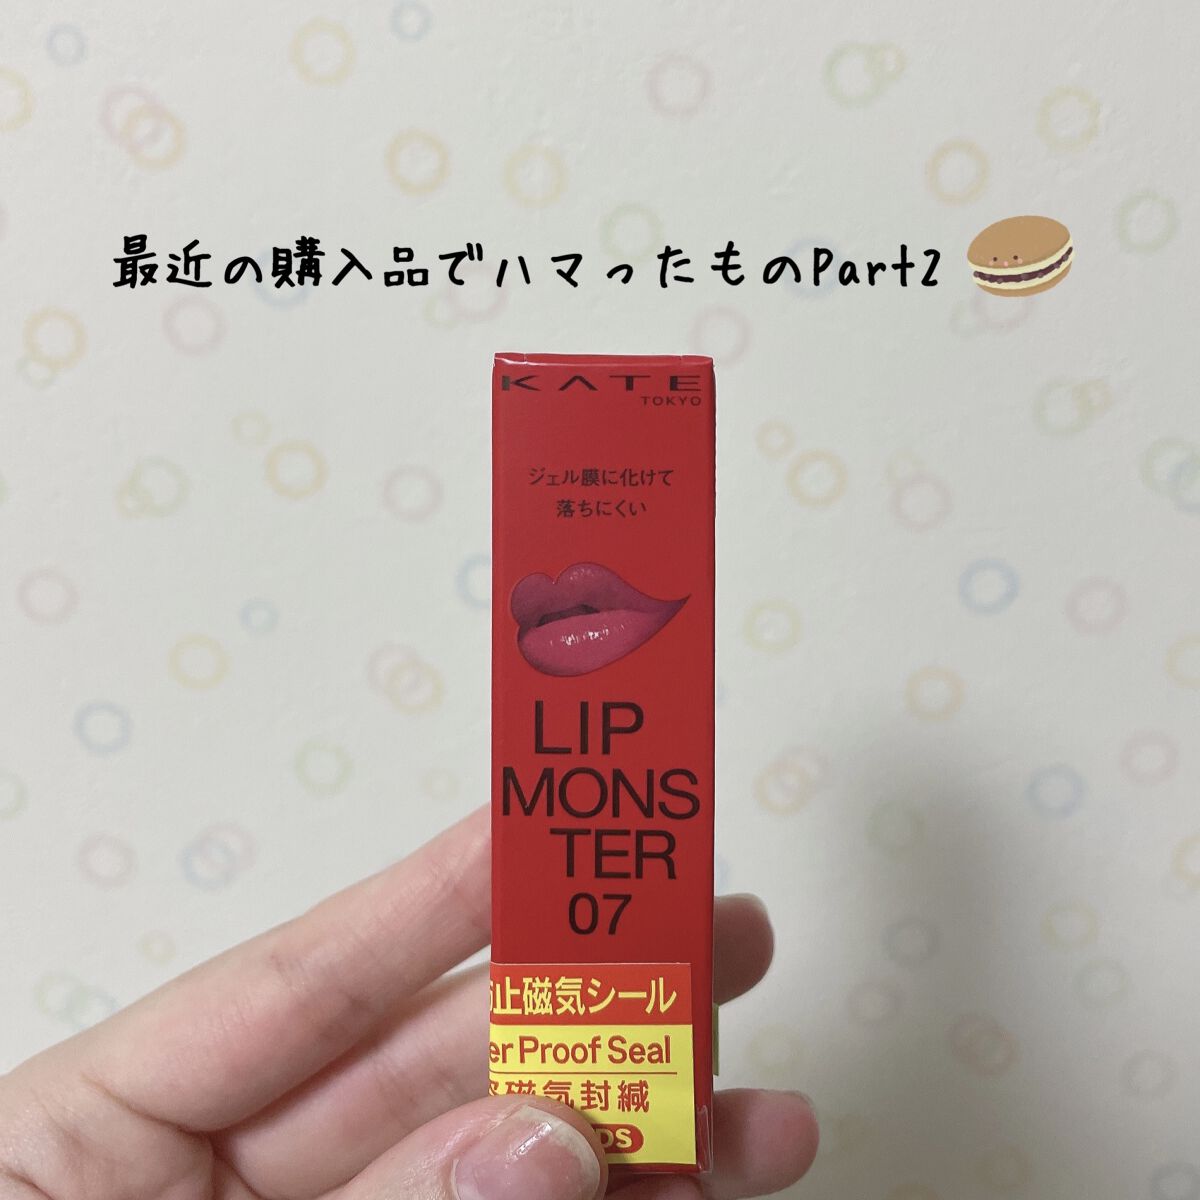 最近の購入品でハマったものPart2
KATE
TOKYO
ジェル膜に化けて
落ちにくい
LIP
MONS
TER
07
止磁気シール
er Proof Seal
磁気封緘
DS